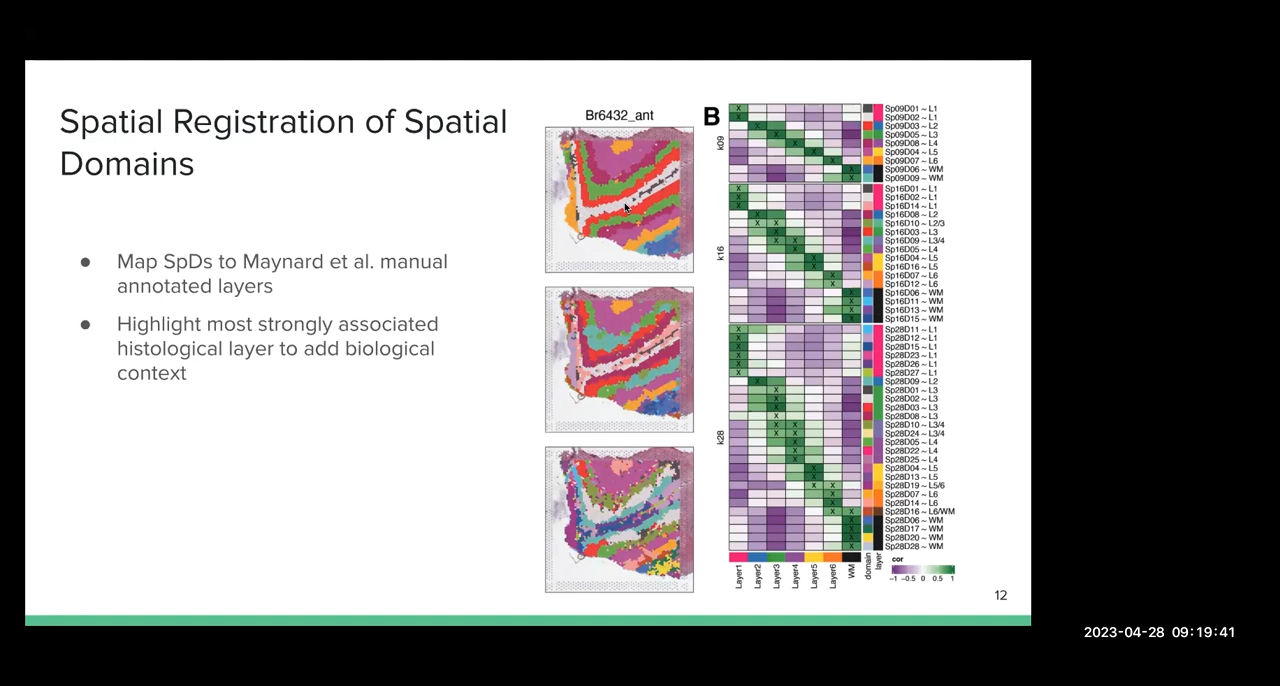 Spatial Registration of Spatial
Domains
● Map SpDs to Maynard et al. manual
annotated layers
● Highlight most strongly associated
histological layer to add biological
context
Br6432_ant
B
k09
Sp09D01 ~ L1
Sp09D02 ~ L1
Sp09D03 ~ L2
Sp09D05 ~ L3
Sp09D08 ~ L4
Sp09D04 ~ L5
Sp09D07 ~ L6
Sp09D06 ~ WM
Sp09D09 ~ WM
k16
Sp16D01 ~ L1
Sp16D02 ~ L1
Sp16D14 ~ L1
Sp16D08 ~ L2
Sp16D10 ~ L2/3
Sp16D03 ~ L3
Sp16D09 ~ L3/4
Sp16D05 ~ L4
Sp16D04 ~ L5
Sp16D16 ~ L5
Sp16D07 ~ L6
Sp16D12 ~ L6
Sp16D06 ~ WM
Sp16D11 ~ WM
Sp16D13 ~ WM
Sp16D15 ~ WM
k28
Sp28D11 ~ L1
Sp28D12 ~ L1
Sp28D15 ~ L1
Sp28D23 ~ L1
Sp28D26 ~ L1
Sp28D27 ~ L1
Sp28D09 ~ L2
Sp28D01 ~ L3
Sp28D02 ~ L3
Sp28D03 ~ L3
Sp28D08 ~ L3
Sp28D10 ~ L3/4
Sp28D24 ~ L3/4
Sp28D05 ~ L4
Sp28D22 ~ L4
Sp28D25 ~ L4
Sp28D04 ~ L5
Sp28D13 ~ L5
Sp28D19 ~ L5/6
Sp28D07 ~ L6
Sp28D14 ~ L6
Sp28D16 ~ L6/WM
Sp28D06 ~ WM
Sp28D17 ~ WM
Sp28D20 ~ WM
Sp28D28 ~ WM
Layer1
Layer2
Layer3
Layer4
Layer5
Layer6
WM
domain
layer
cor
−1 −0.5 0 0.5 1
12
2023-04-28 09:19:41